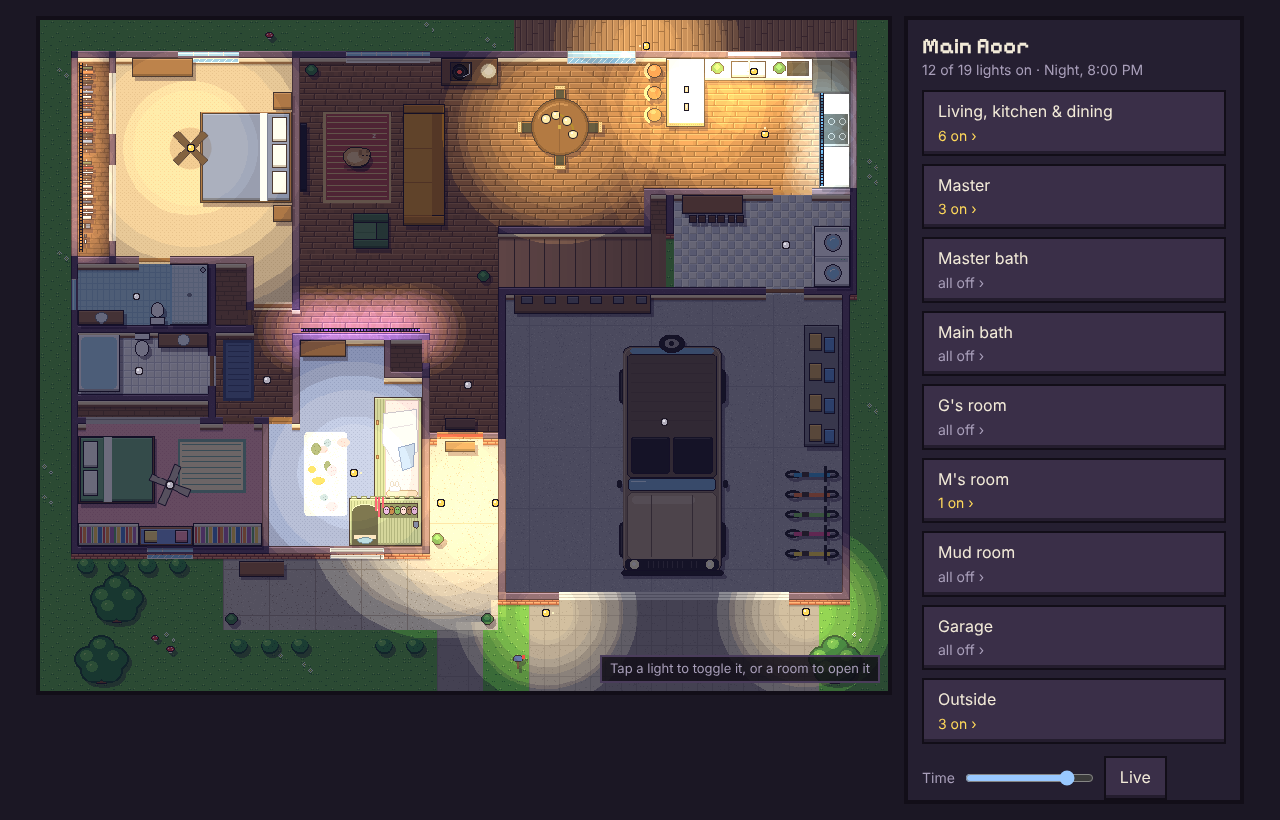 Main floor
12 of 19 lights on · Night, 8:00 PM
Living, kitchen & dining
6 on ›
Master
3 on ›
Master bath
all off ›
Main bath
all off ›
G's room
all off ›
M's room
1 on ›
Mud room
all off ›
Garage
all off ›
Outside
3 on ›
Tap a light to toggle it, or a room to open it
Time
Live